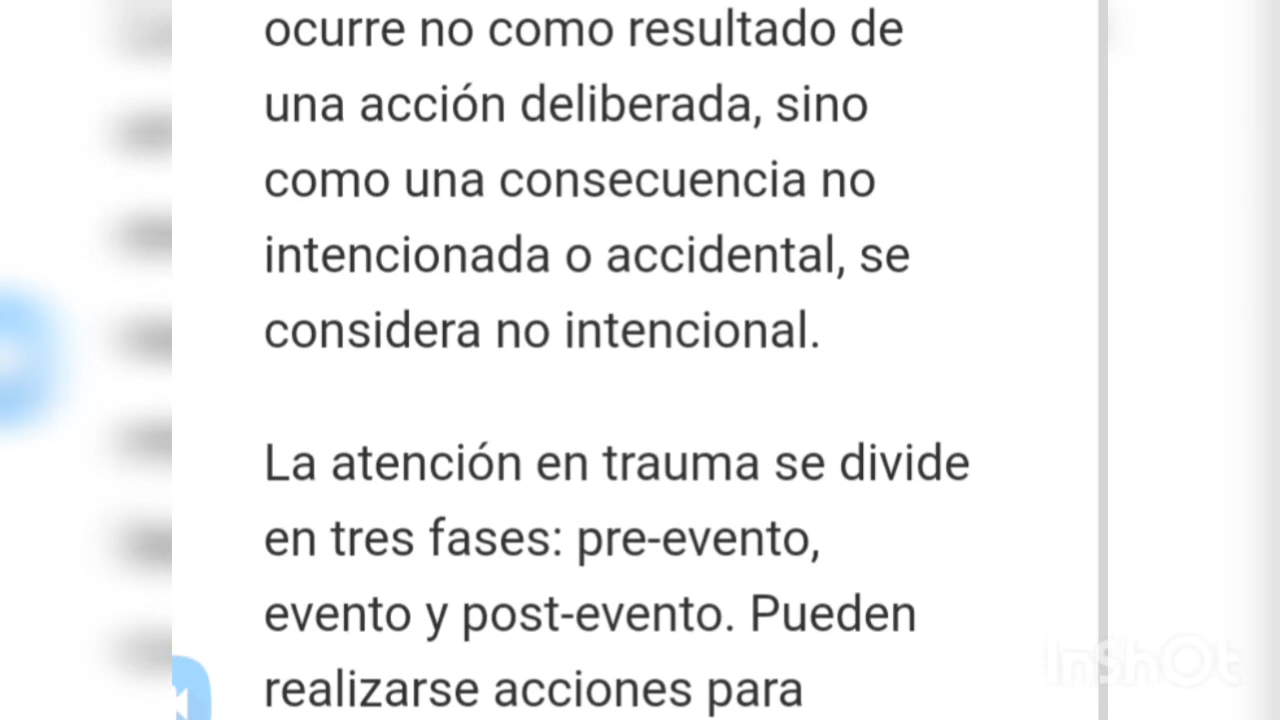 ocurre no como resultado de
una acción deliberada, sino
como una consecuencia no
intencionada o accidental, se
considera no intencional.
La atención en trauma se divide
en tres fases: pre-evento,
evento y post-evento. Pueden
realizarse acciones para
InShOt